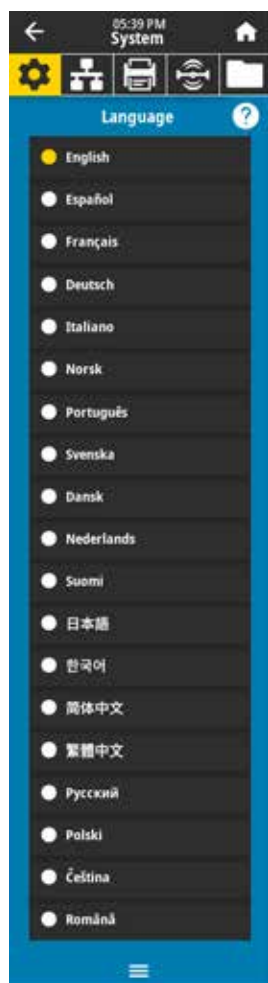 05:39 PM
System
Language
?
English
Español
Français
Deutsch
Italiano
Norsk
Português
Svenska
Dansk
Nederlands
Suomi
日本語
한국어
简体中文
繁體中文
Русский
Polski
Čeština
Română